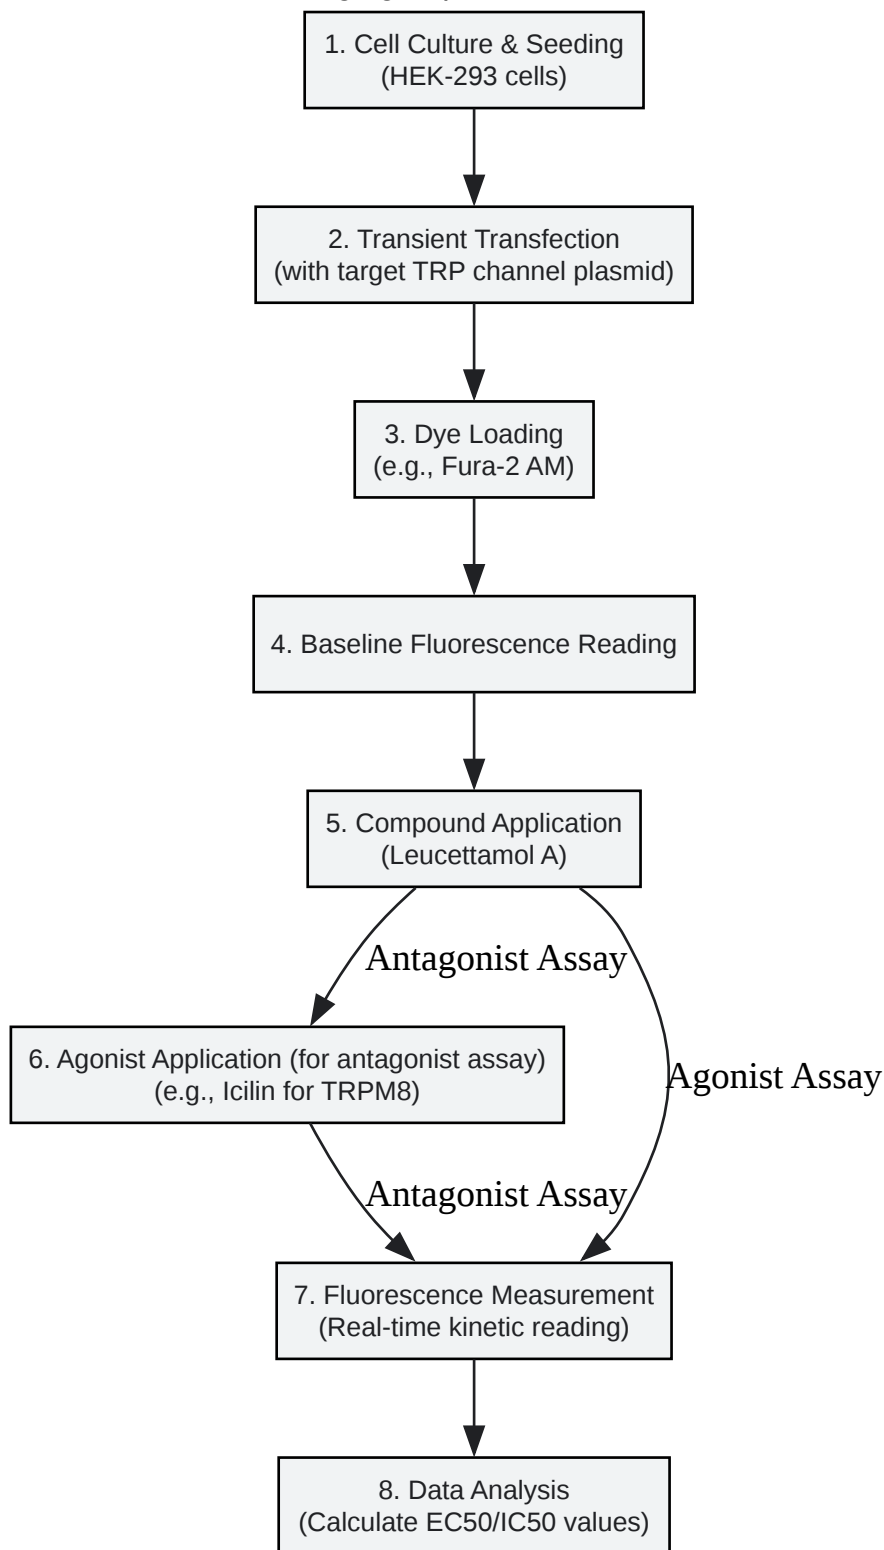 1. Cell Culture & Seeding
(HEK-293 cells)
2. Transient Transfection
(with target TRP channel plasmid)
3. Dye Loading
(e.g., Fura-2 AM)
4. Baseline Fluorescence Reading
5. Compound Application
(Leucettamol A)
Antagonist Assay
6. Agonist Application (for antagonist assay)
(e.g., Icilin for TRPM8)
Agonist Assay
Antagonist Assay
7. Fluorescence Measurement
(Real-time kinetic reading)
8. Data Analysis
(Calculate EC50/IC50 values)